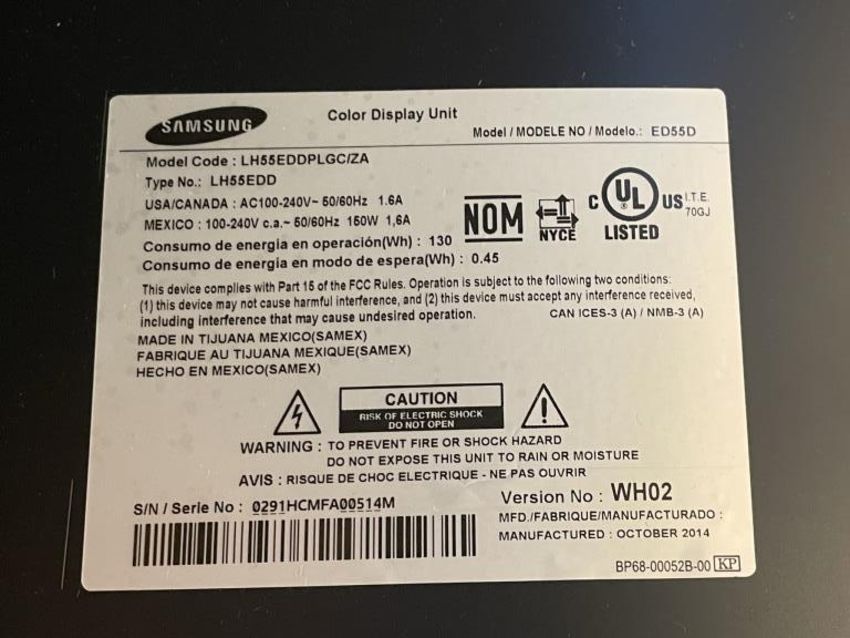 SAMSUNG
Color Display Unit
Model / MODELE NO / Modelo.: ED55D
Model Code : LH55EDDPLGC/ZA
Type No.: LH55EDD
USA/CANADA : AC100-240V~ 50/60Hz 1.6A
MEXICO : 100-240V c.a.~ 50/60Hz 150W 1,6A
Consumo de energia en operación(Wh) : 130
Consumo de energia en modo de espera(Wh) : 0.45
NOM
NYCE
C UL US
® LISTED
I.T.E.
70GJ
This device complies with Part 15 of the FCC Rules. Operation is subject to the following two conditions:
(1) this device may not cause harmful interference, and (2) this device must accept any interference received,
including interference that may cause undesired operation. CAN ICES-3 (A) / NMB-3 (A)
MADE IN TIJUANA MEXICO(SAMEX)
FABRIQUE AU TIJUANA MEXIQUE(SAMEX)
HECHO EN MEXICO(SAMEX)
CAUTION
RISK OF ELECTRIC SHOCK
DO NOT OPEN
WARNING : TO PREVENT FIRE OR SHOCK HAZARD
DO NOT EXPOSE THIS UNIT TO RAIN OR MOISTURE
AVIS : RISQUE DE CHOC ELECTRIQUE - NE PAS OUVRIR
S/N / Serie No : 0291HCMFA00514M
Version No : WH02
MFD./FABRIQUE/MANUFACTURADO :
MANUFACTURED : OCTOBER 2014
BP68-00052B-00 KP